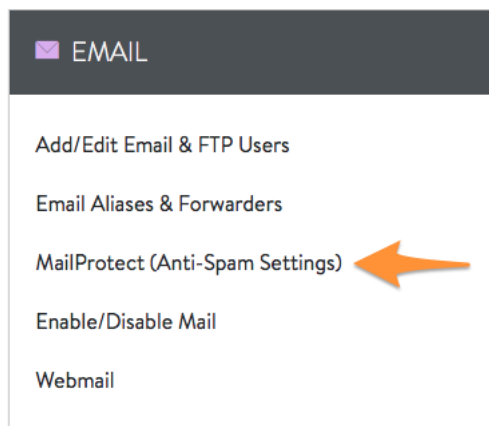 EMAIL
Add/Edit Email & FTP Users
Email Aliases & Forwarders
MailProtect (Anti-Spam Settings)
Enable/Disable Mail
Webmail